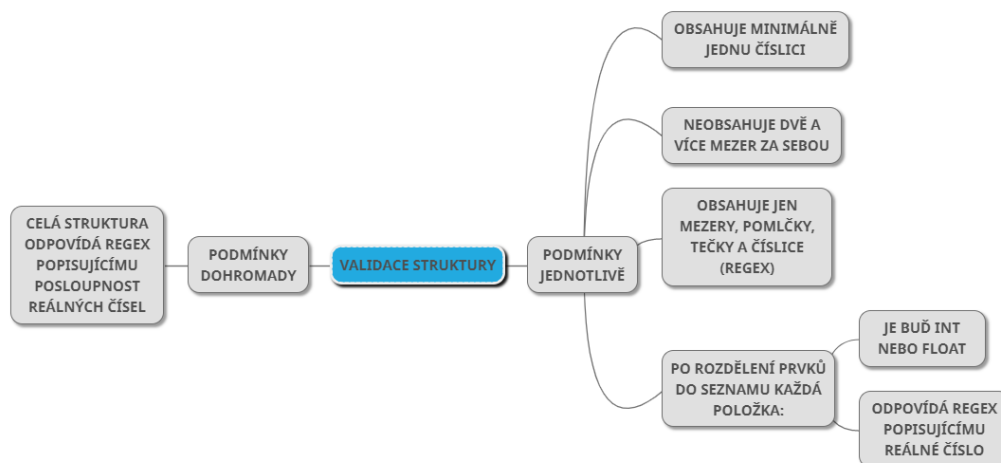 OBSAHUJE MINIMÁLNĚ
JEDNU ČÍSLICI
NEOBSAHUJE DVĚ A
VÍCE MEZER ZA SEBOU
CELÁ STRUKTURA
ODPOVÍDÁ REGEX
POPISUJÍCÍMU
POSLOUPNOST
REÁLNÝCH ČÍSEL
PODMÍNKY
DOHROMADY
VALIDACE STRUKTURY
PODMÍNKY
JEDNOTLIVĚ
OBSAHUJE JEN
MEZERY, POMLČKY,
TEČKY A ČÍSLICE
(REGEX)
PO ROZDĚLENÍ PRVKŮ
DO SEZNAMU KAŽDÁ
POLOŽKA:
JE BUĎ INT
NEBO FLOAT
ODPOVÍDÁ REGEX
POPISUJÍCÍMU
REÁLNÉ ČÍSLO